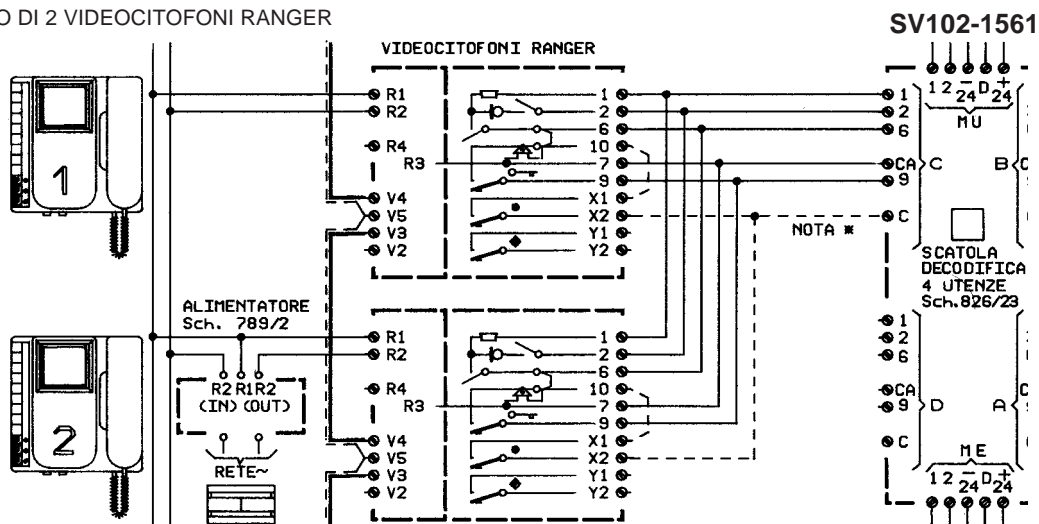 O DI 2 VIDEOCITOFONI RANGER
SV102-1561
VIDEOCITOFONI RANGER
1 2 24 D 24
- +
MU
R1
R2
R4
R3
V4
V5
V3
V2
1
2
6
10
7
9
X1
X2
Y1
Y2
1
2
6
CA
9
C
C
B
NOTA *
SCATOLA
DECODIFICA
4 UTENZE
Sch.826/23
1
ALIMENTATORE
Sch. 789/2
R2 R1 R2
(IN) (OUT)
RETE~
2
R1
R2
R4
R3
V4
V5
V3
V2
1
2
6
10
7
9
X1
X2
Y1
Y2
1
2
6
CA
9
C
D
A
ME
1 2 24 D 24
- +